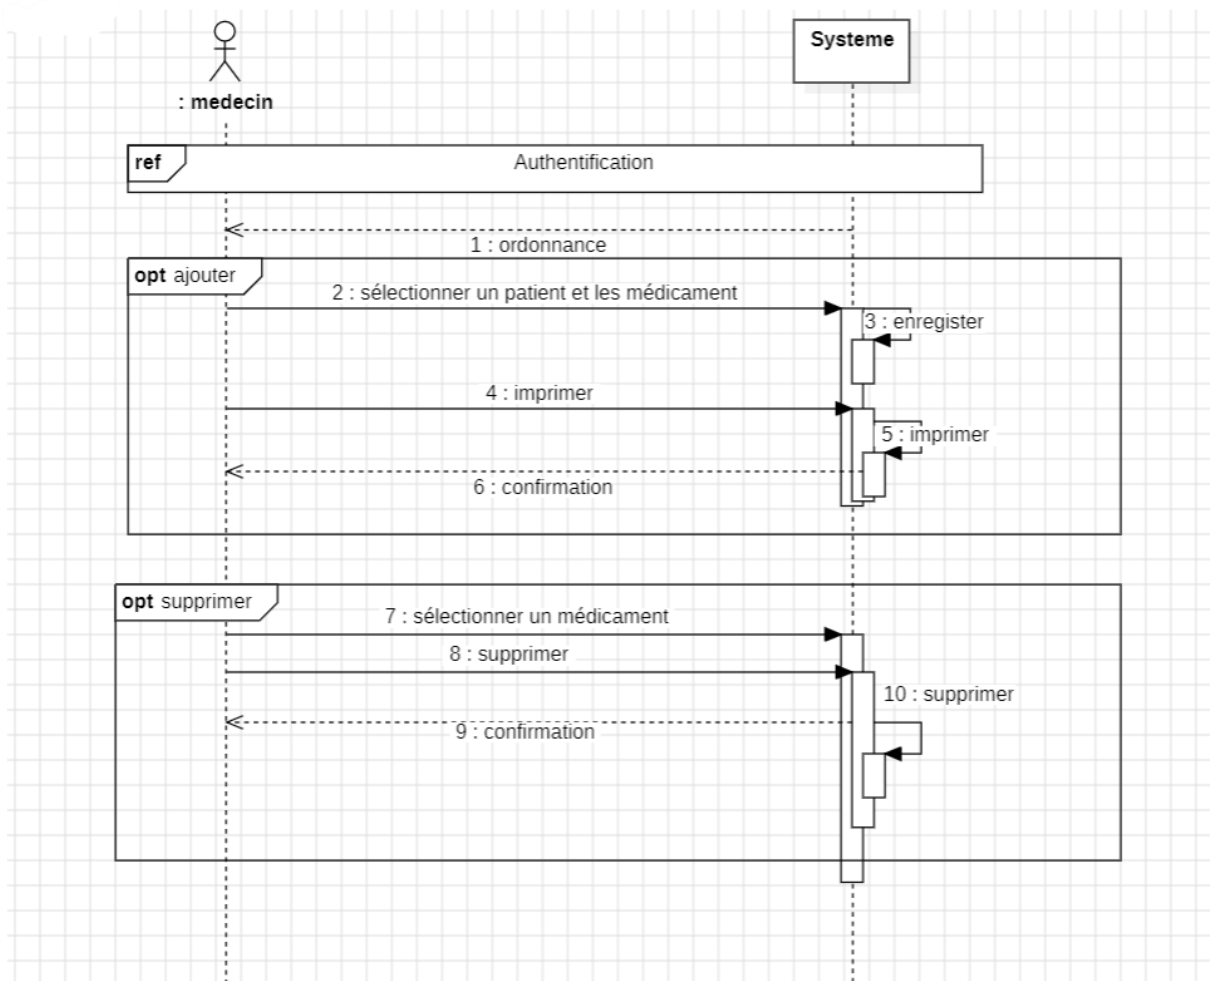 Systeme
: medecin
ref
Authentification
1 : ordonnance
opt ajouter
2 : sélectionner un patient et les médicament
3 : enregister
4 : imprimer
5 : imprimer
6 : confirmation
opt supprimer
7 : sélectionner un médicament
8 : supprimer
10 : supprimer
9 : confirmation